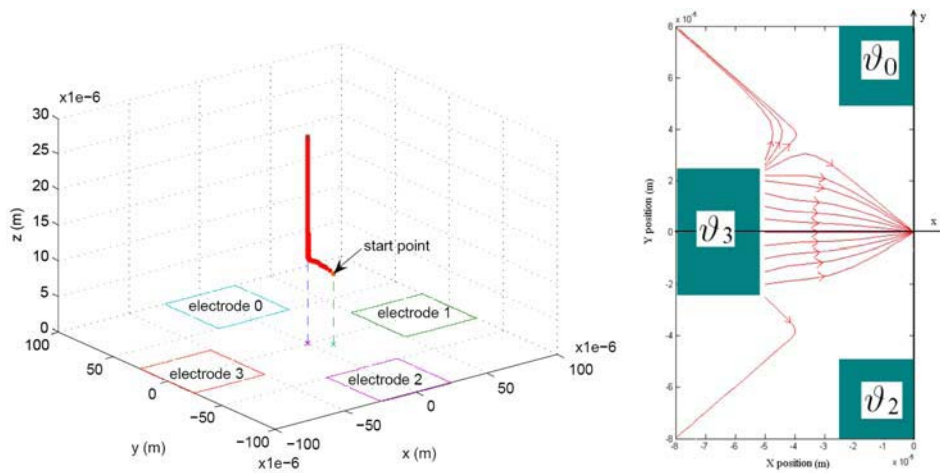 x1e−6
30
25
20
15
10
5
0
z (m)
start point
electrode 0
electrode 1
electrode 2
electrode 3
100
50
0
−50
−100
x1e−6
y (m)
−100
−50
0
50
100
x1e−6
x (m)
8 × 10⁻⁵
6
4
2
0
-2
-4
-6
-8
Y position (m)
-8
-7
-6
-5
-4
-3
-2
-1
0
× 10⁻⁵
X position (m)
y
x
ϑ0
ϑ3
ϑ2